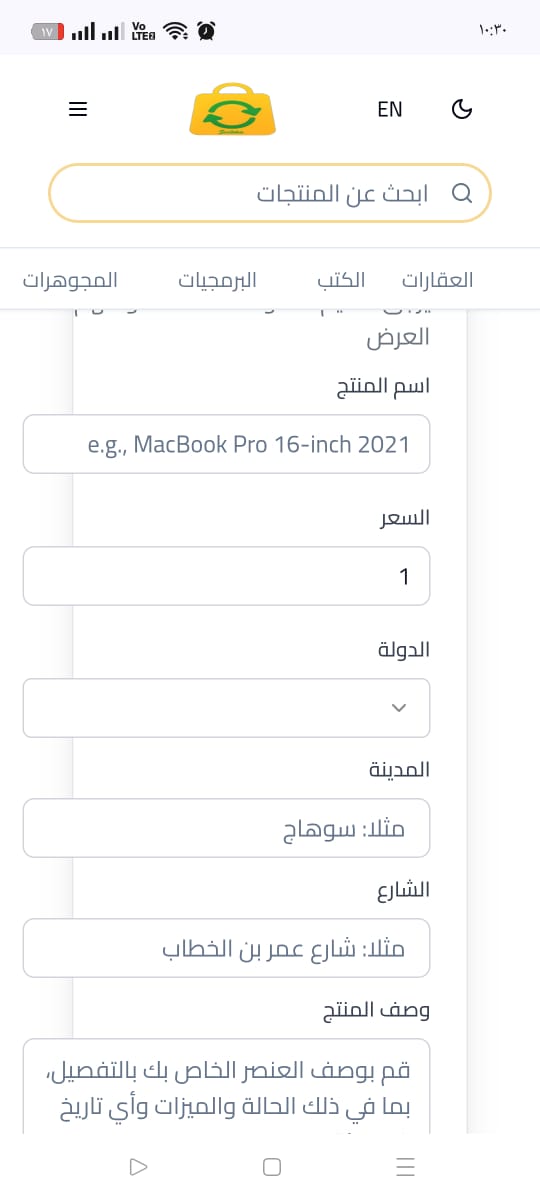 ١٧
Vo
LTE2
١٠:٣٠
EN
ابحث عن المنتجات
العقارات الكتب البرمجيات المجوهرات
العرض
اسم المنتج
e.g., MacBook Pro 16-inch 2021
السعر
1
الدولة
المدينة
مثلا: سوهاج
الشارع
مثلا: شارع عمر بن الخطاب
وصف المنتج
قم بوصف العنصر الخاص بك بالتفصيل،
بما في ذلك الحالة والميزات وأي تاريخ